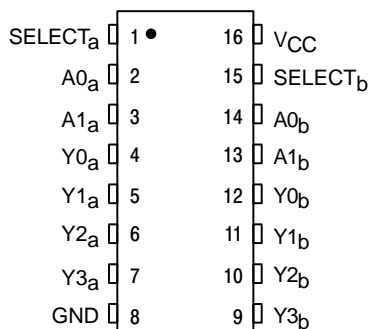 SELECTa 1 16 VCC
A0a 2 15 SELECTb
A1a 3 14 A0b
Y0a 4 13 A1b
Y1a 5 12 Y0b
Y2a 6 11 Y1b
Y3a 7 10 Y2b
GND 8 9 Y3b